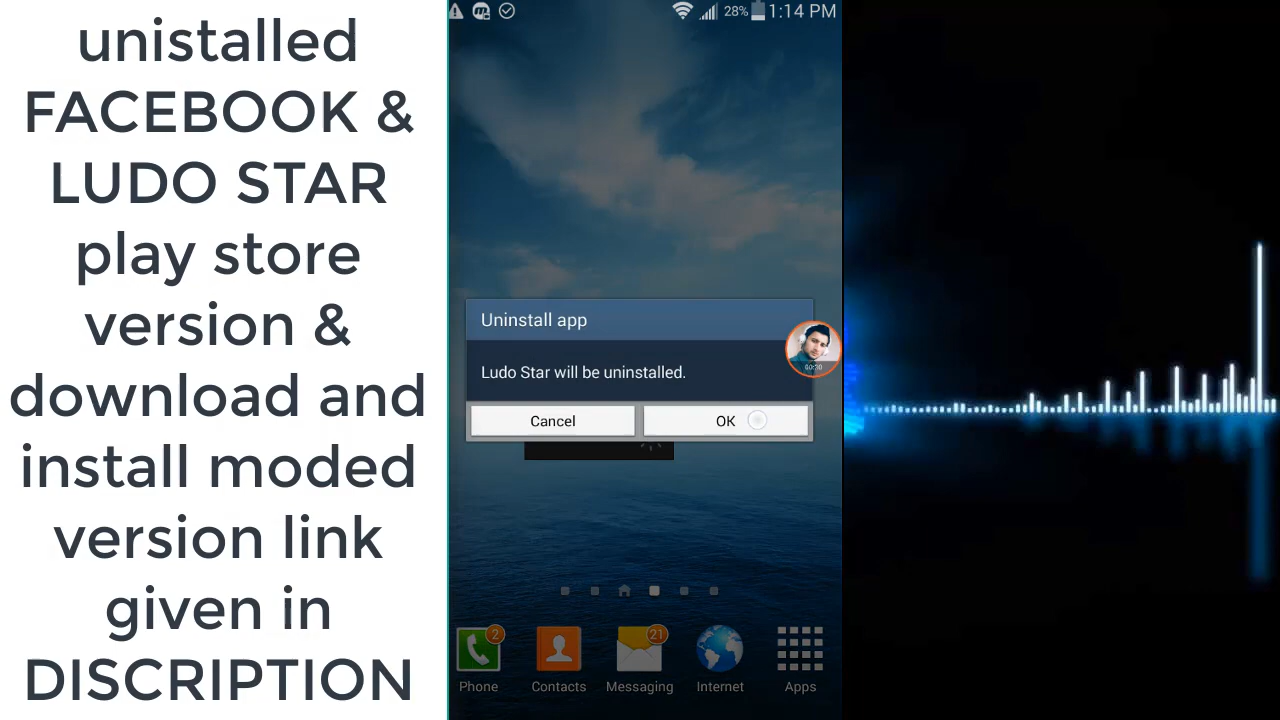 unistalled
FACEBOOK &
LUDO STAR
play store
version &
download and
install moded
version link
given in
DISCRIPTION
28% 1:14 PM
Uninstall app
Ludo Star will be uninstalled.
Cancel OK
2 21
Phone Contacts Messaging Internet Apps